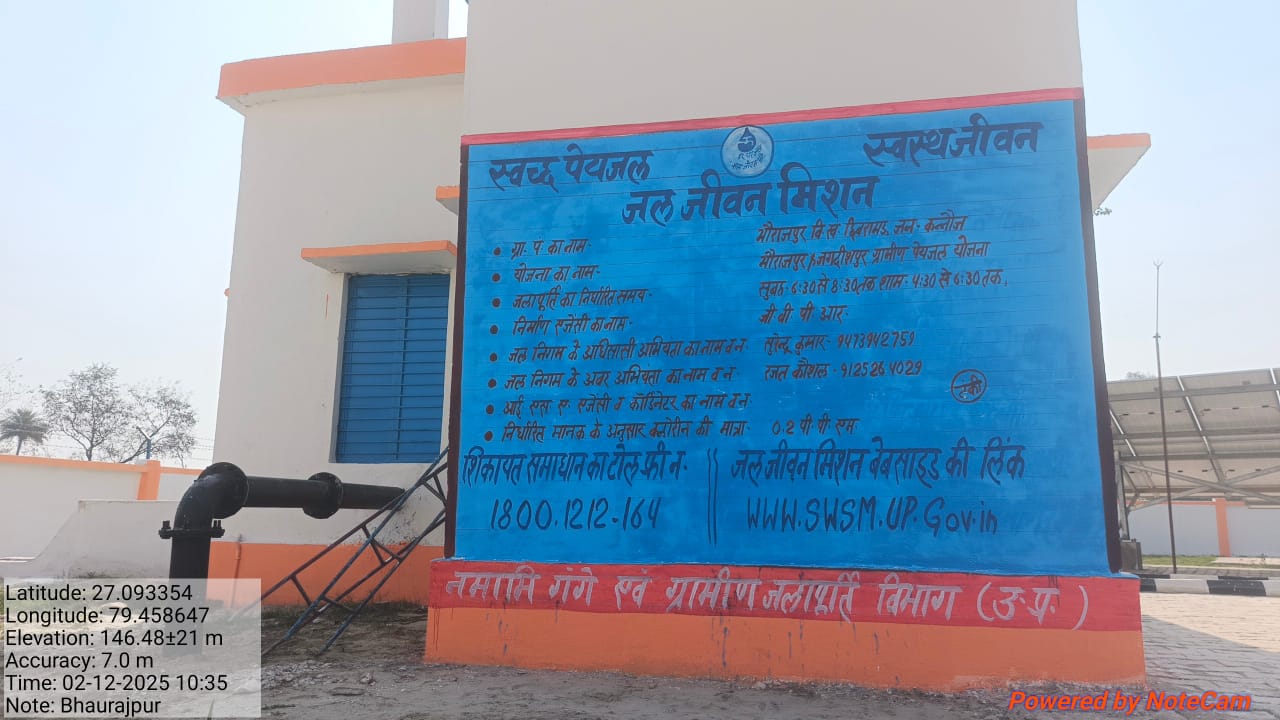 स्वच्छ पेयजल
स्वस्थ जीवन
जल जीवन मिशन
ग्रा. पं का नाम- भौराजपुर वि.खं. छिबरामऊ, जन- कन्नौज
योजना का नाम- भौराजपुर/जगदीशपुर ग्रामीण पेयजल योजना
जलापूर्ति का निर्धारित समय- सुबह- 6:30 से 8:30 तक शाम- 4:30 से 6:30 तक,
निर्माण एजेंसी का नाम- जी वी पी आर-
जल निगम के अधिसासी अभियंता का नाम व न- सुरेन्द्र कुमार- 9473942759
जल निगम के अवर अभियंता का नाम व न- रजत कौशल- 9125264029
आई एस ए एजेंसी व कॉर्डिनेटर का नाम व न-
निर्धारित मानक के अनुसार क्लोरीन की मात्रा- 0.2 पी पी एम
शिकायत समाधान का टोल फ्री न- || जल जीवन मिशन बेबसाइड की लिंक
1800.1212-164 || WWW.SWSM.UP.Gov.in
नमामि गंगे एवं ग्रामीण जलापूर्ति विभाग (उ.प्र.)
Latitude: 27.093354
Longitude: 79.458647
Elevation: 146.48±21 m
Accuracy: 7.0 m
Time: 02-12-2025 10:35
Note: Bhaurajpur
Powered by NoteCam